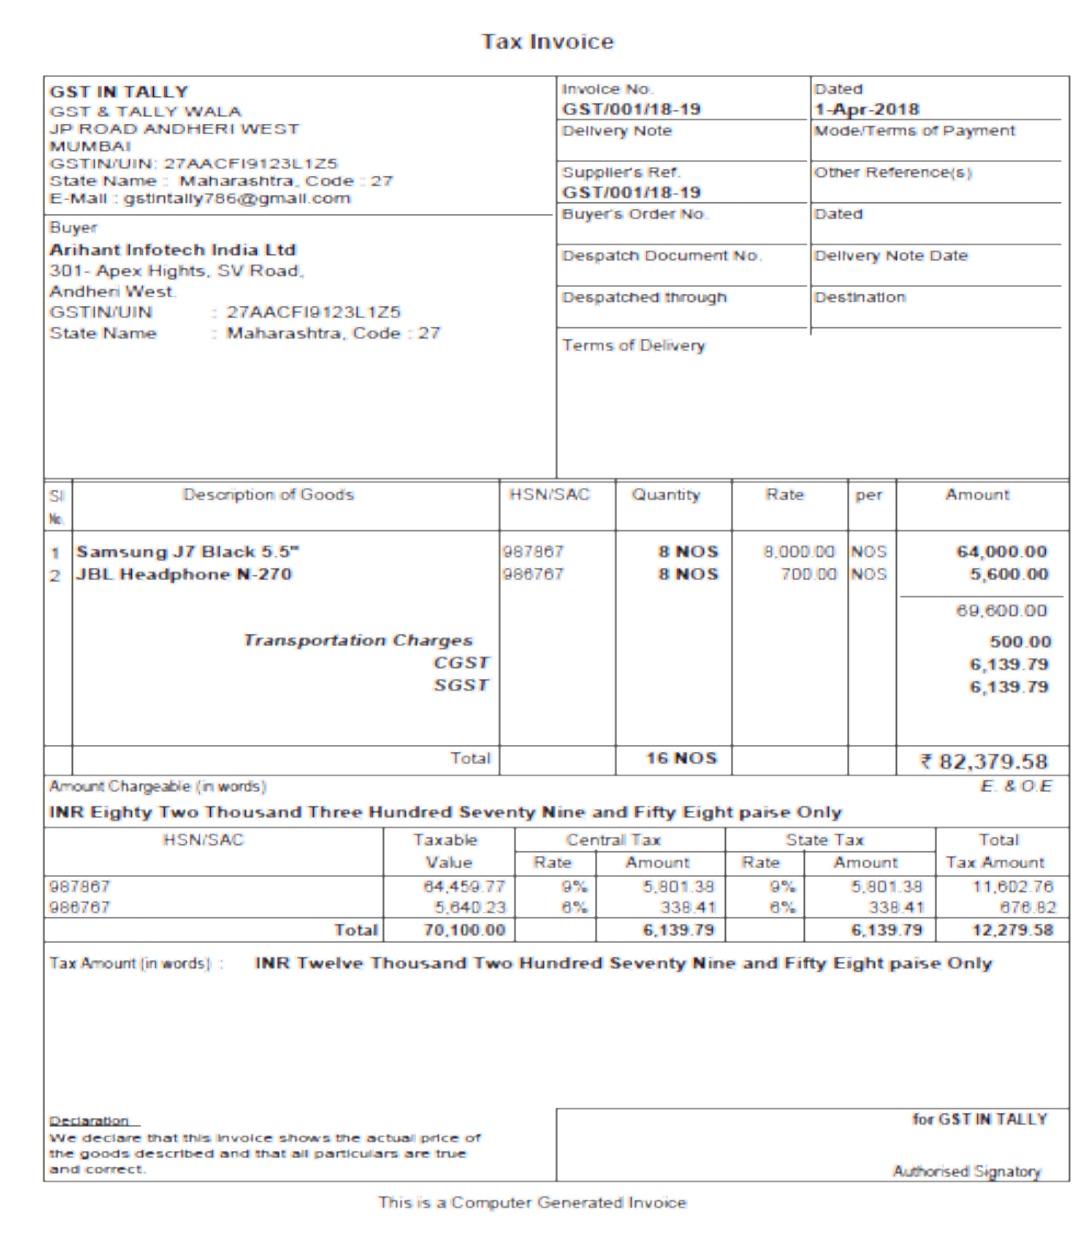 Tax Invoice
GST IN TALLY
GST & TALLY WALA
JP ROAD ANDHERI WEST
MUMBAI
GSTIN/UIN: 27AACFI9123L1Z5
State Name : Maharashtra, Code : 27
E-Mail : gstintally786@gmail.com
Invoice No.
GST/001/18-19
Dated
1-Apr-2018
Delivery Note
Mode/Terms of Payment
Supplier's Ref.
GST/001/18-19
Other Reference(s)
Buyer
Arihant Infotech India Ltd
301- Apex Hights, SV Road,
Andheri West.
GSTIN/UIN : 27AACFI9123L1Z5
State Name : Maharashtra, Code : 27
Buyer's Order No.
Dated
Despatch Document No.
Delivery Note Date
Despatched through
Destination
Terms of Delivery
Sl No. Description of Goods HSN/SAC Quantity Rate per Amount
1 Samsung J7 Black 5.5" 987867 8 NOS 8,000.00 NOS 64,000.00
2 JBL Headphone N-270 986767 8 NOS 700.00 NOS 5,600.00
69,600.00
Transportation Charges 500.00
CGST 6,139.79
SGST 6,139.79
Total 16 NOS ₹ 82,379.58
Amount Chargeable (in words) E. & O.E
INR Eighty Two Thousand Three Hundred Seventy Nine and Fifty Eight paise Only
HSN/SAC Taxable Central Tax State Tax Total
Value Rate Amount Rate Amount Tax Amount
987867 64,459.77 9% 5,801.38 9% 5,801.38 11,602.76
986767 5,640.23 6% 338.41 6% 338.41 676.82
Total 70,100.00 6,139.79 6,139.79 12,279.58
Tax Amount (in words) : INR Twelve Thousand Two Hundred Seventy Nine and Fifty Eight paise Only
Declaration
We declare that this invoice shows the actual price of
the goods described and that all particulars are true
and correct.
for GST IN TALLY
Authorised Signatory
This is a Computer Generated Invoice